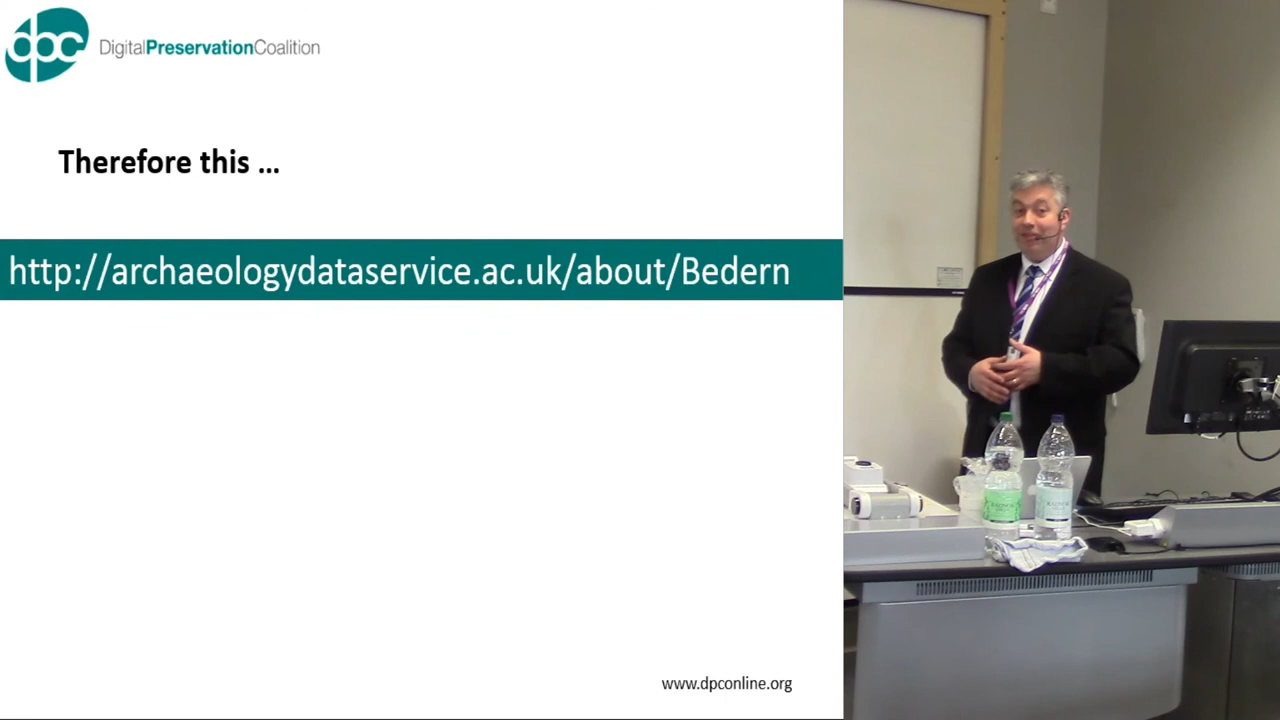 dpc DigitalPreservationCoalition
Therefore this ...
http://archaeologydataservice.ac.uk/about/Bedern
www.dpconline.org